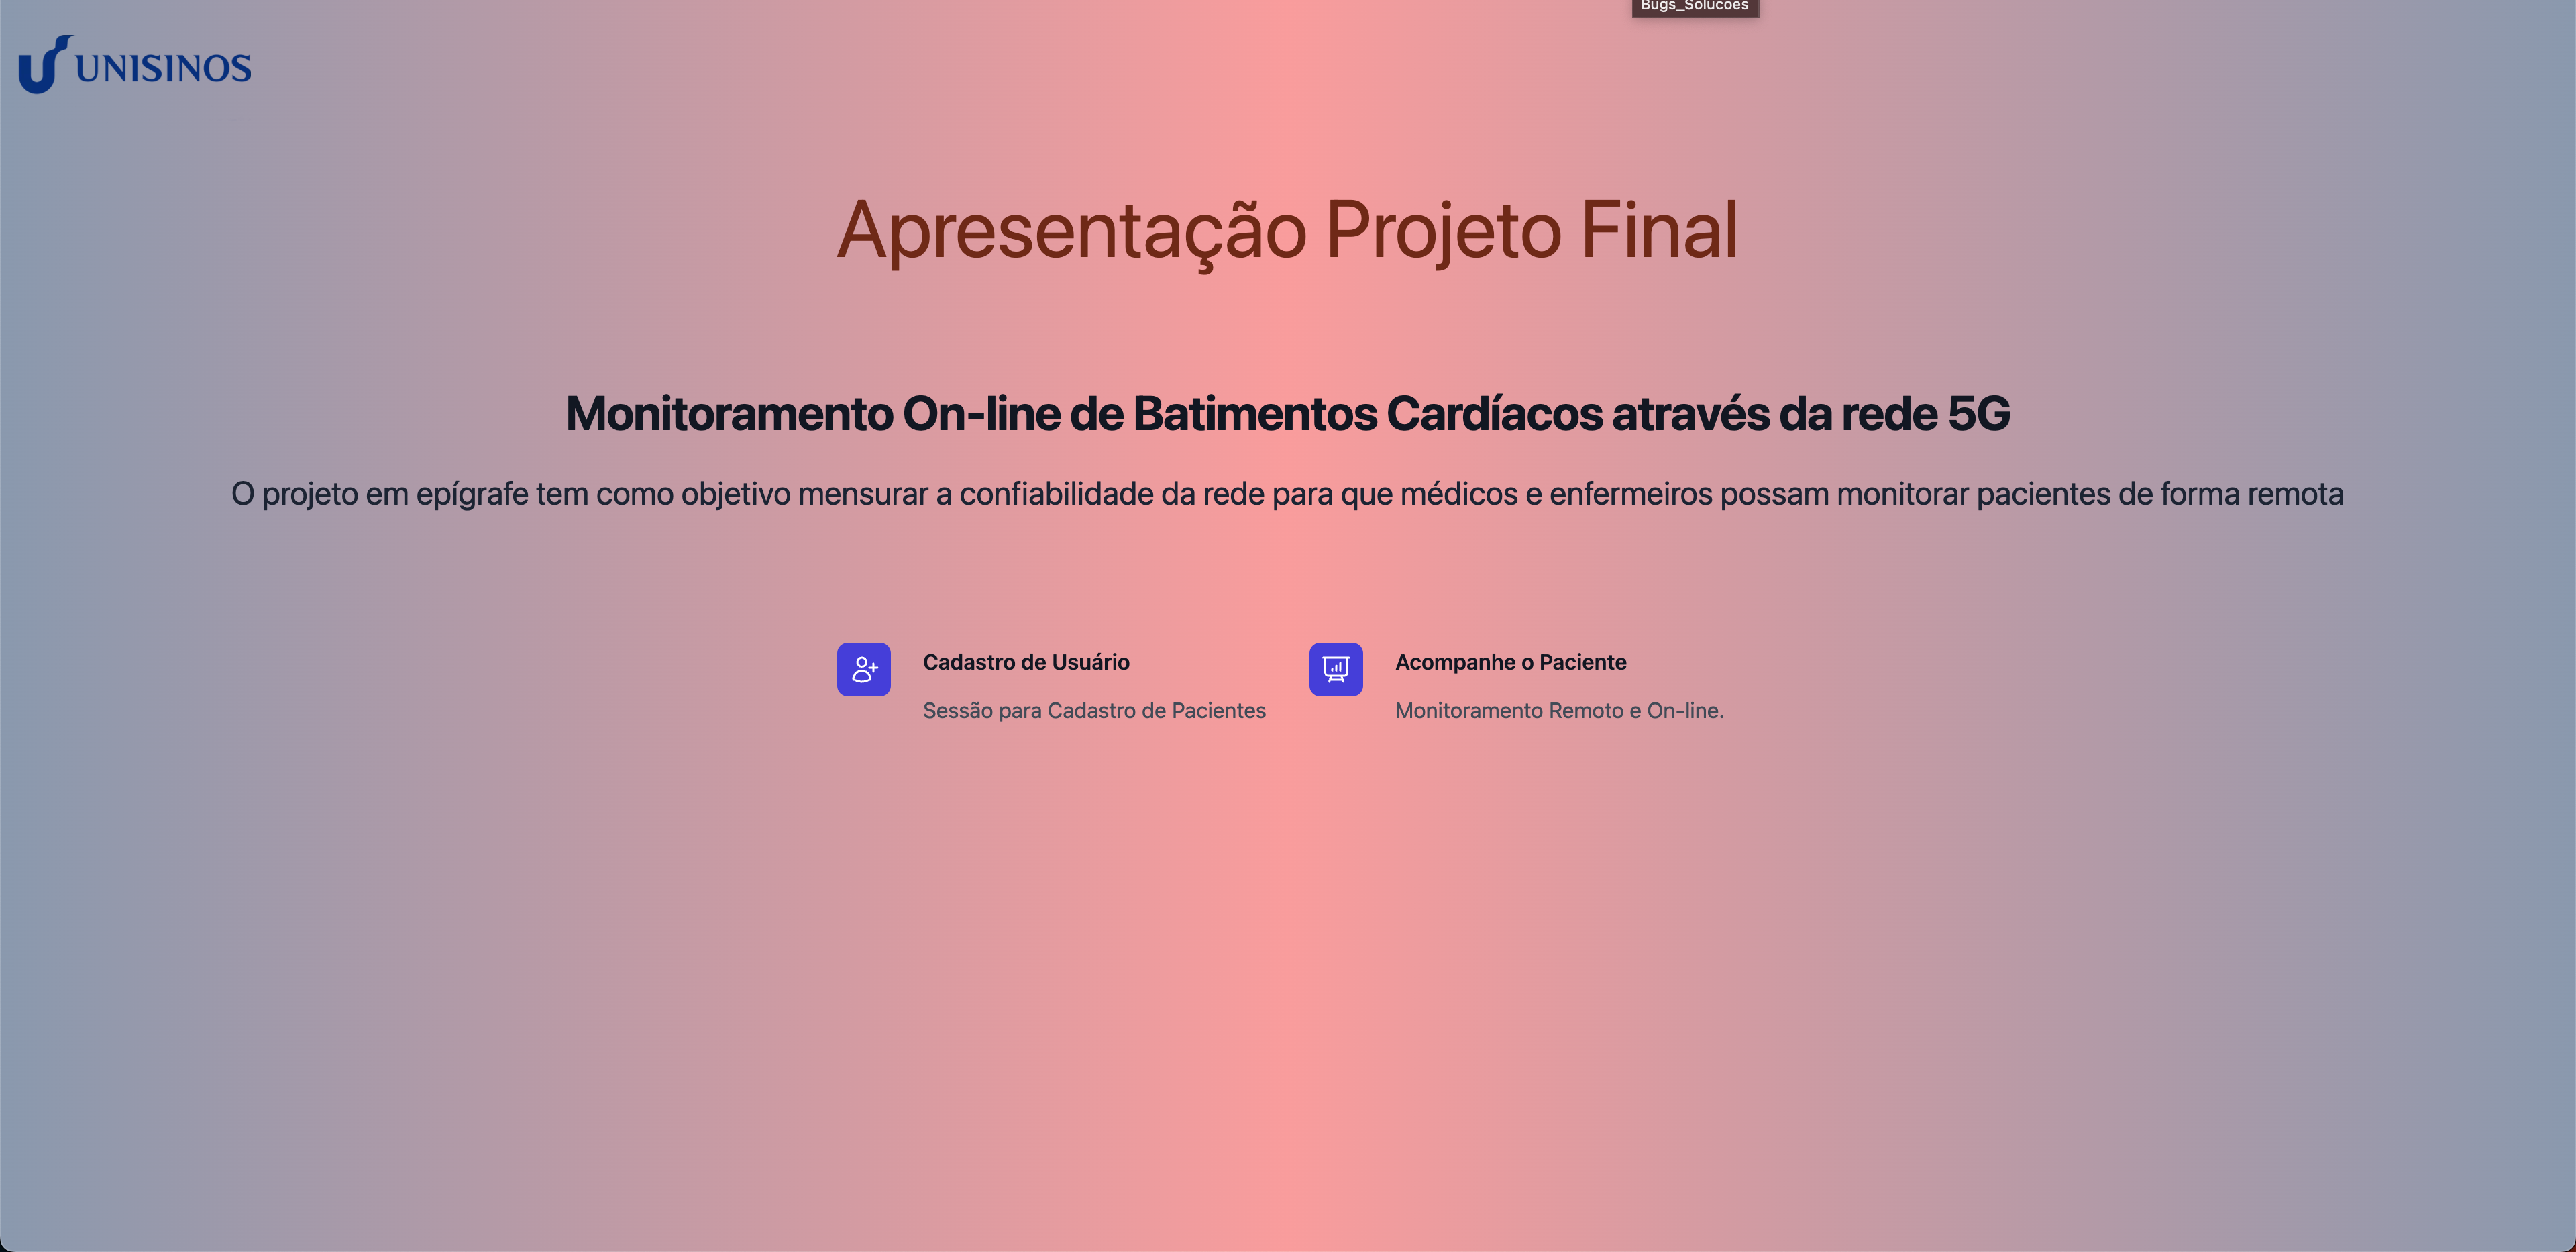 Bugs_Solucoes
UNISINOS
Apresentação Projeto Final
Monitoramento On-line de Batimentos Cardíacos através da rede 5G
O projeto em epígrafe tem como objetivo mensurar a confiabilidade da rede para que médicos e enfermeiros possam monitorar pacientes de forma remota
Cadastro de Usuário
Sessão para Cadastro de Pacientes
Acompanhe o Paciente
Monitoramento Remoto e On-line.